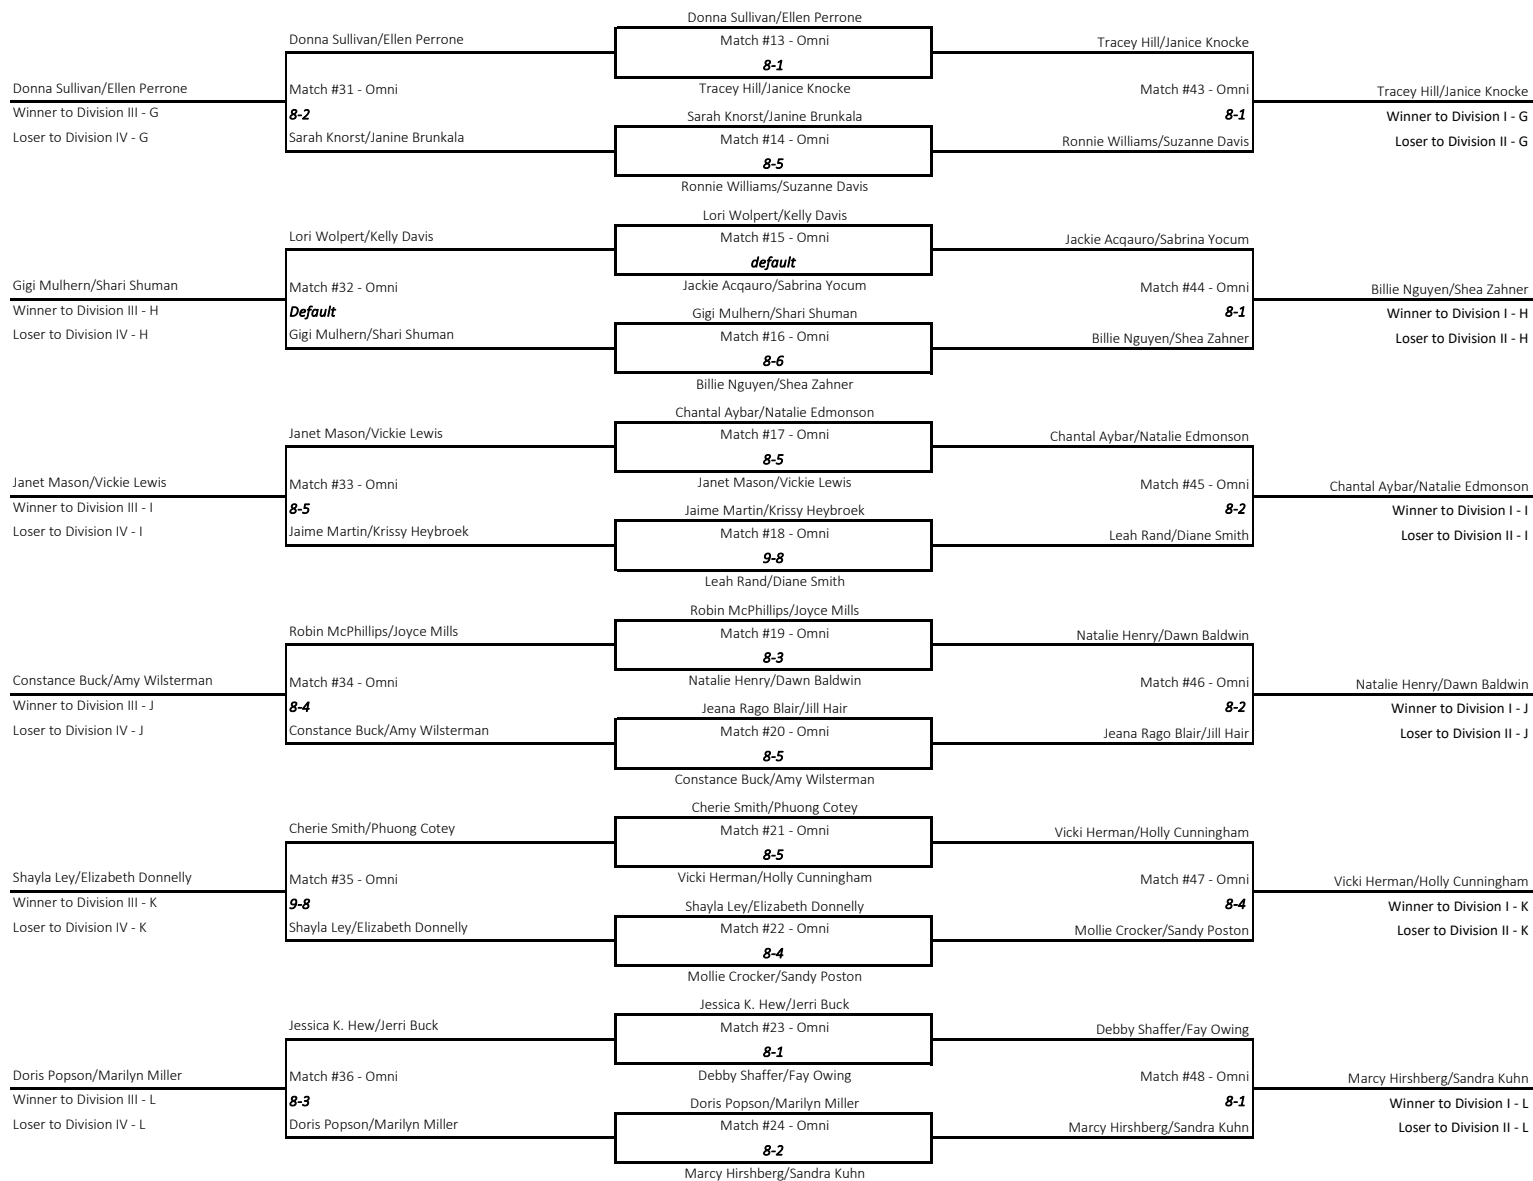 Donna Sullivan/Ellen Perrone
Donna Sullivan/Ellen Perrone
Match #13 - Omni
Tracey Hill/Janice Knocke
8-1
Donna Sullivan/Ellen Perrone
Match #31 - Omni
Tracey Hill/Janice Knocke
Match #43 - Omni
Tracey Hill/Janice Knocke
Winner to Division III - G
8-2
Sarah Knorst/Janine Brunkala
8-1
Winner to Division I - G
Loser to Division IV - G
Sarah Knorst/Janine Brunkala
Match #14 - Omni
Ronnie Williams/Suzanne Davis
Loser to Division II - G
8-5
Ronnie Williams/Suzanne Davis
Lori Wolpert/Kelly Davis
Lori Wolpert/Kelly Davis
Match #15 - Omni
Jackie Acqauro/Sabrina Yocum
default
Gigi Mulhern/Shari Shuman
Match #32 - Omni
Jackie Acqauro/Sabrina Yocum
Match #44 - Omni
Billie Nguyen/Shea Zahner
Winner to Division III - H
Default
Gigi Mulhern/Shari Shuman
8-1
Winner to Division I - H
Loser to Division IV - H
Gigi Mulhern/Shari Shuman
Match #16 - Omni
Billie Nguyen/Shea Zahner
Loser to Division II - H
8-6
Billie Nguyen/Shea Zahner
Chantal Aybar/Natalie Edmonson
Janet Mason/Vickie Lewis
Match #17 - Omni
Chantal Aybar/Natalie Edmonson
8-5
Janet Mason/Vickie Lewis
Match #33 - Omni
Janet Mason/Vickie Lewis
Match #45 - Omni
Chantal Aybar/Natalie Edmonson
Winner to Division III - I
8-5
Jaime Martin/Krissy Heybroek
8-2
Winner to Division I - I
Loser to Division IV - I
Jaime Martin/Krissy Heybroek
Match #18 - Omni
Leah Rand/Diane Smith
Loser to Division II - I
9-8
Leah Rand/Diane Smith
Robin McPhillips/Joyce Mills
Robin McPhillips/Joyce Mills
Match #19 - Omni
Natalie Henry/Dawn Baldwin
8-3
Constance Buck/Amy Wilsterman
Match #34 - Omni
Natalie Henry/Dawn Baldwin
Match #46 - Omni
Natalie Henry/Dawn Baldwin
Winner to Division III - J
8-4
Jeana Rago Blair/Jill Hair
8-2
Winner to Division I - J
Loser to Division IV - J
Constance Buck/Amy Wilsterman
Match #20 - Omni
Jeana Rago Blair/Jill Hair
Loser to Division II - J
8-5
Constance Buck/Amy Wilsterman
Cherie Smith/Phuong Cotey
Cherie Smith/Phuong Cotey
Match #21 - Omni
Vicki Herman/Holly Cunningham
8-5
Shayla Ley/Elizabeth Donnelly
Match #35 - Omni
Vicki Herman/Holly Cunningham
Match #47 - Omni
Vicki Herman/Holly Cunningham
Winner to Division III - K
9-8
Shayla Ley/Elizabeth Donnelly
8-4
Winner to Division I - K
Loser to Division IV - K
Shayla Ley/Elizabeth Donnelly
Match #22 - Omni
Mollie Crocker/Sandy Poston
Loser to Division II - K
8-4
Mollie Crocker/Sandy Poston
Jessica K. Hew/Jerri Buck
Jessica K. Hew/Jerri Buck
Match #23 - Omni
Debby Shaffer/Fay Owing
8-1
Doris Popson/Marilyn Miller
Match #36 - Omni
Debby Shaffer/Fay Owing
Match #48 - Omni
Marcy Hirshberg/Sandra Kuhn
Winner to Division III - L
8-3
Doris Popson/Marilyn Miller
8-1
Winner to Division I - L
Loser to Division IV - L
Doris Popson/Marilyn Miller
Match #24 - Omni
Marcy Hirshberg/Sandra Kuhn
Loser to Division II - L
8-2
Marcy Hirshberg/Sandra Kuhn